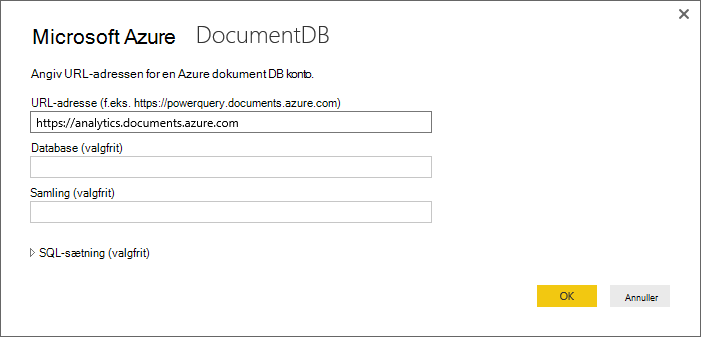 Microsoft Azure DocumentDB
Angiv URL-adressen for en Azure dokument DB konto.
URL-adresse (f.eks. https://powerquery.documents.azure.com)
https://analytics.documents.azure.com
Database (valgfrit)
Samling (valgfrit)
SQL-sætning (valgfrit)
OK Annuller